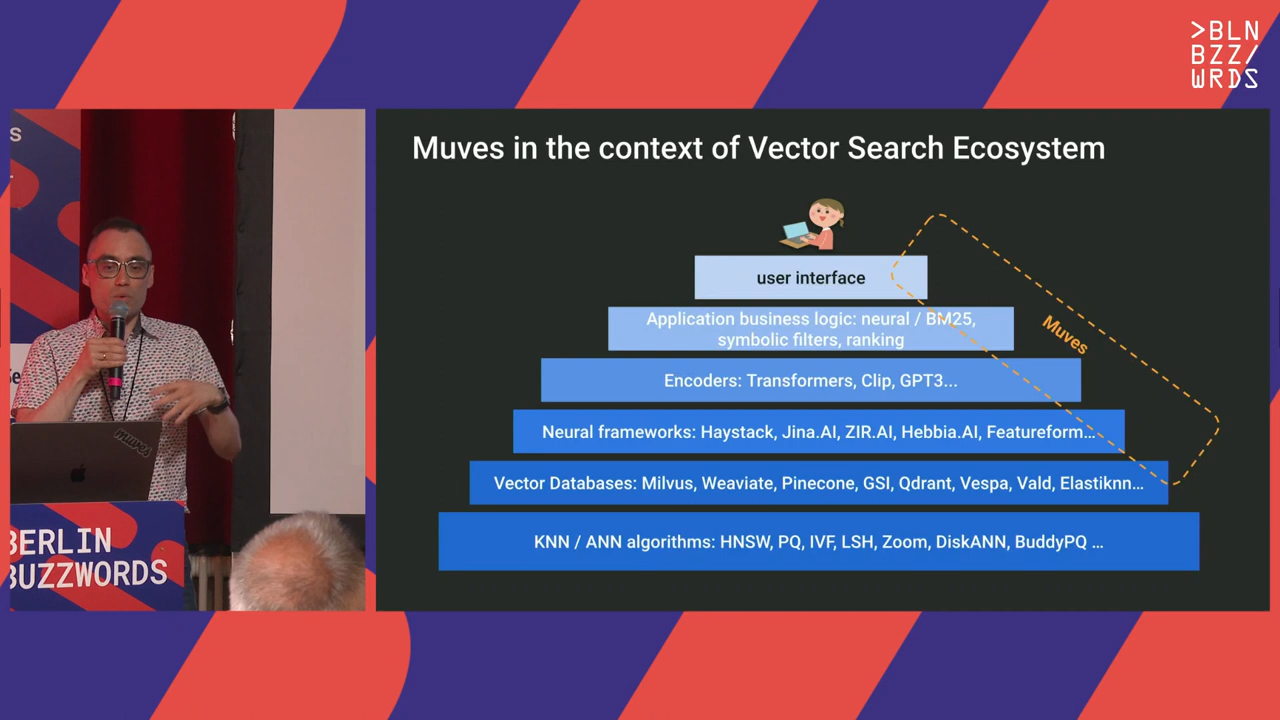 >BLN
BZZ/
WRDS
S
Muves in the context of Vector Search Ecosystem
user interface
Application business logic: neural / BM25,
symbolic filters, ranking
Muves
Encoders: Transformers, Clip, GPT3...
Neural frameworks: Haystack, Jina.AI, ZIR.AI, Hebbia.AI, Featureform...
Vector Databases: Milvus, Weaviate, Pinecone, GSI, Qdrant, Vespa, Vald, Elastiknn...
KNN / ANN algorithms: HNSW, PQ, IVF, LSH, Zoom, DiskANN, BuddyPQ ...
Se
muves
BERLIN
BUZZWORDS